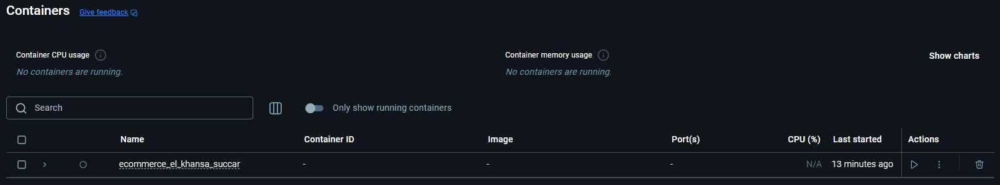 Containers Give feedback
Container CPU usage
No containers are running.
Container memory usage
No containers are running.
Show charts
Search
Only show running containers
Name Container ID Image Port(s) CPU (%) Last started Actions
ecommerce_el_khansa_succar - - - N/A 13 minutes ago